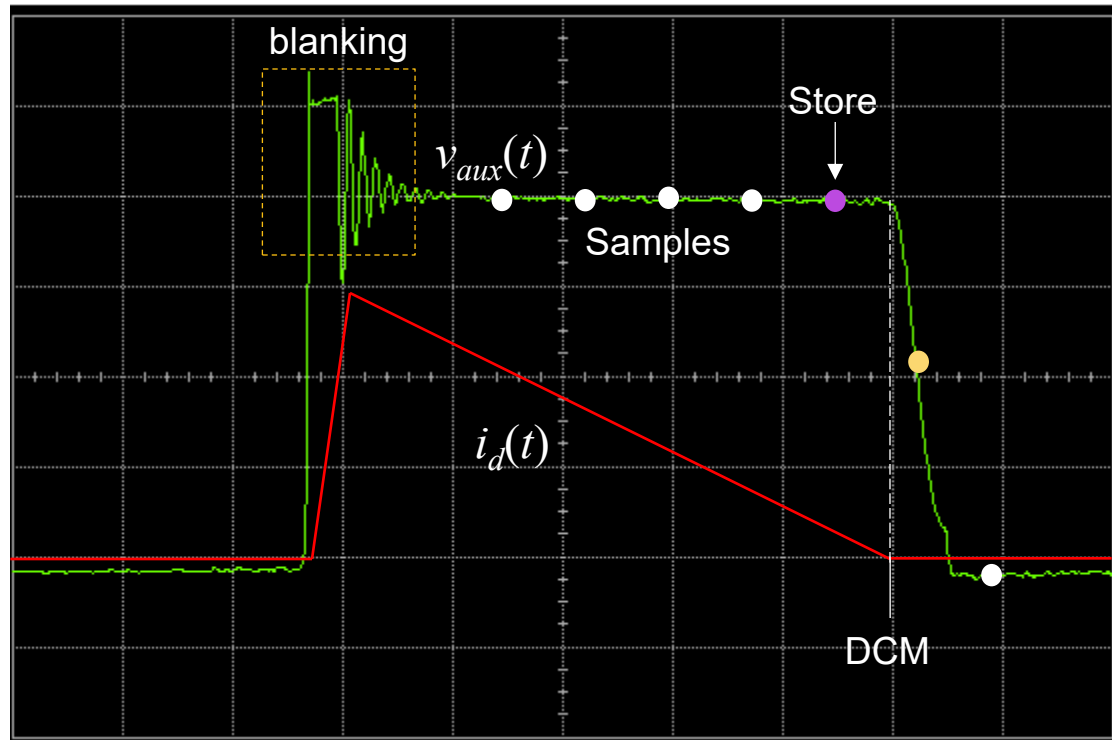 blanking
Store
v_aux(t)
Samples
i_d(t)
DCM